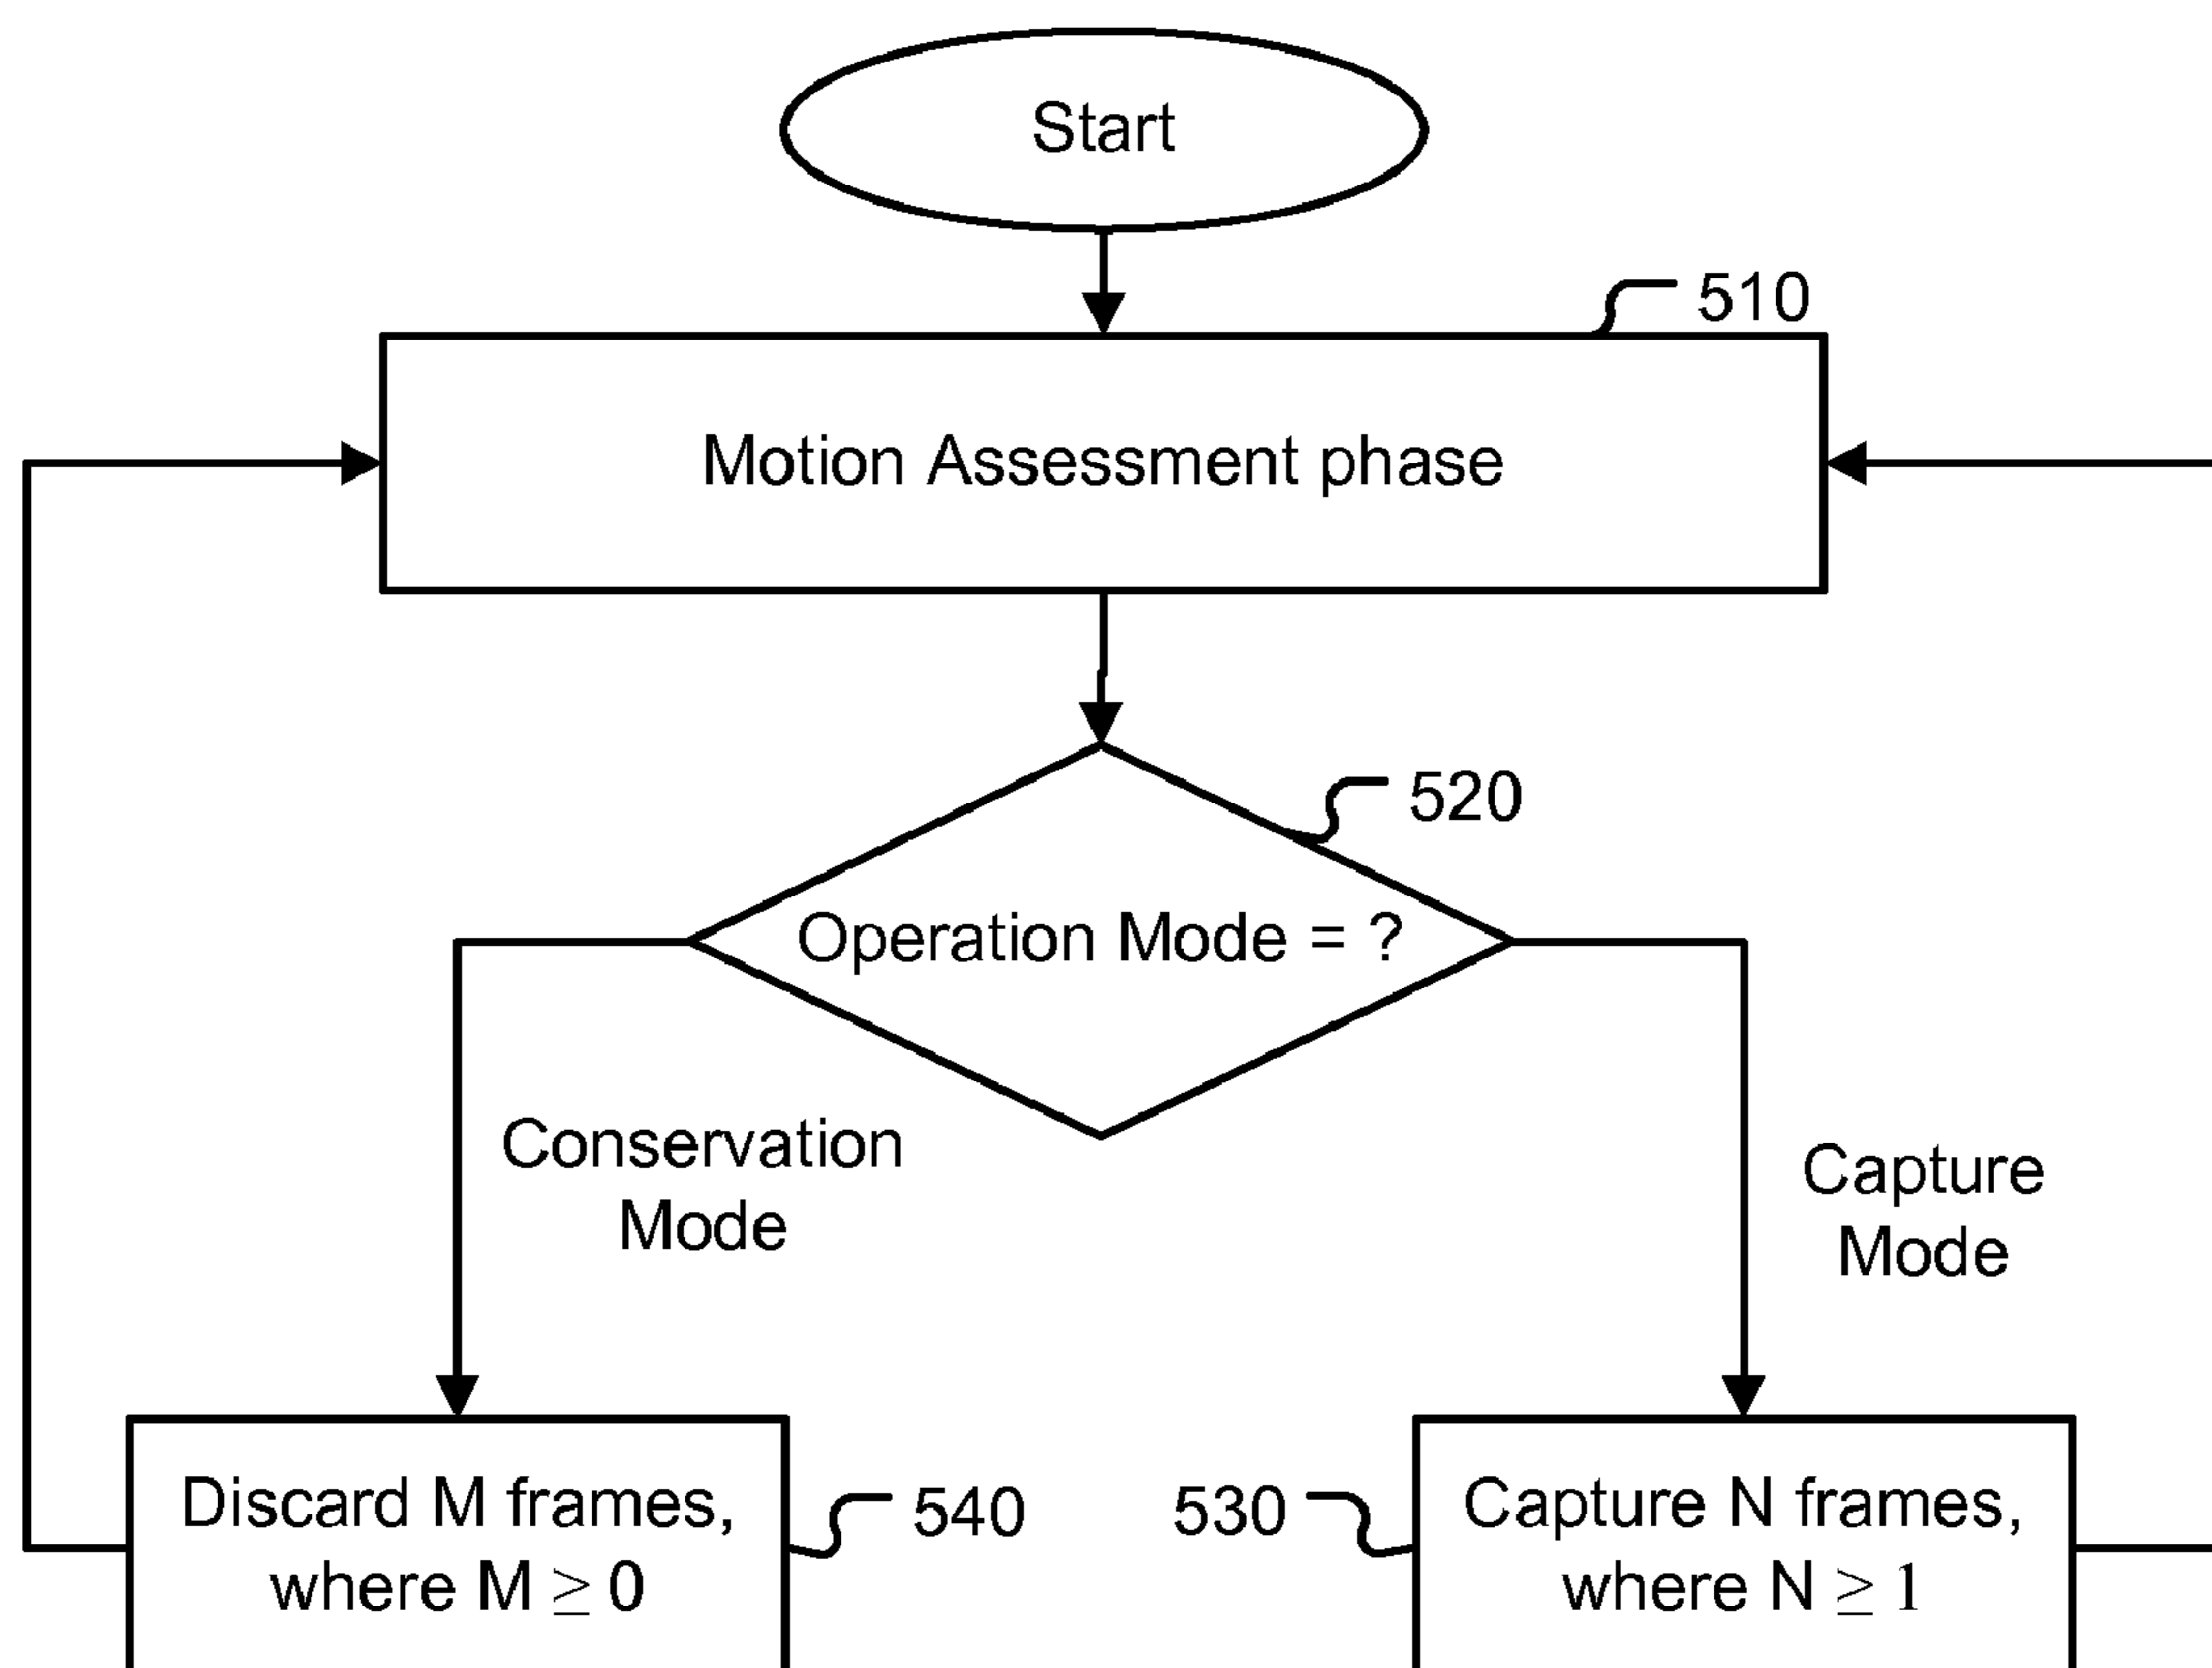 Start
510
Motion Assessment phase
520
Operation Mode = ?
Conservation
Mode
Capture
Mode
Discard M frames,
where M ≥ 0
540
530
Capture N frames,
where N ≥ 1